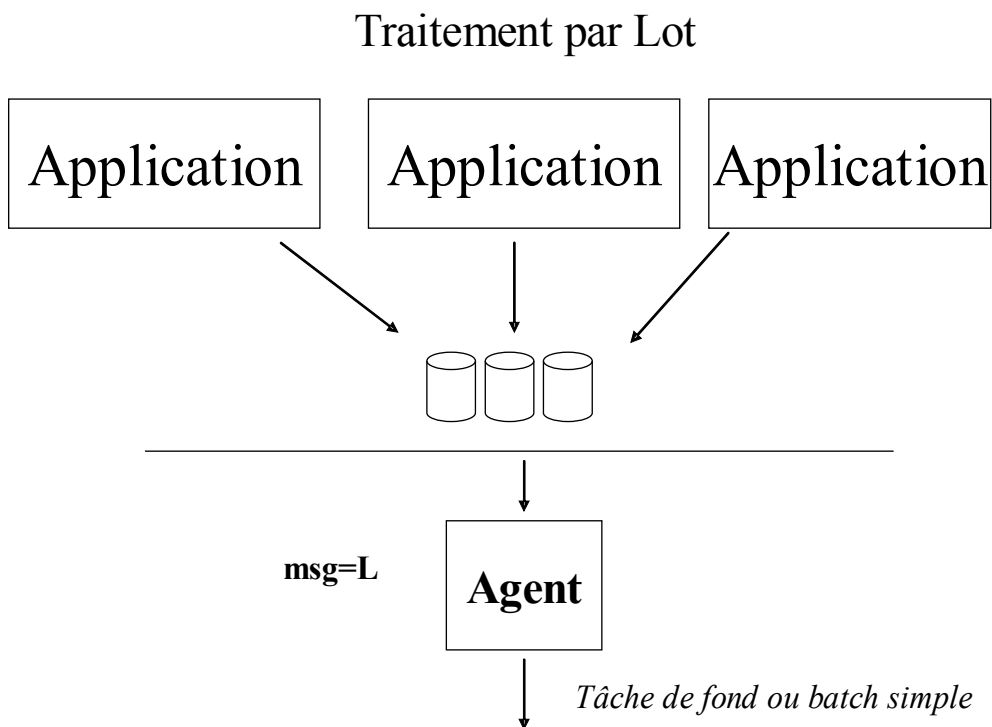 Traitement par Lot
Application
Application
Application
msg=L
Agent
Tâche de fond ou batch simple